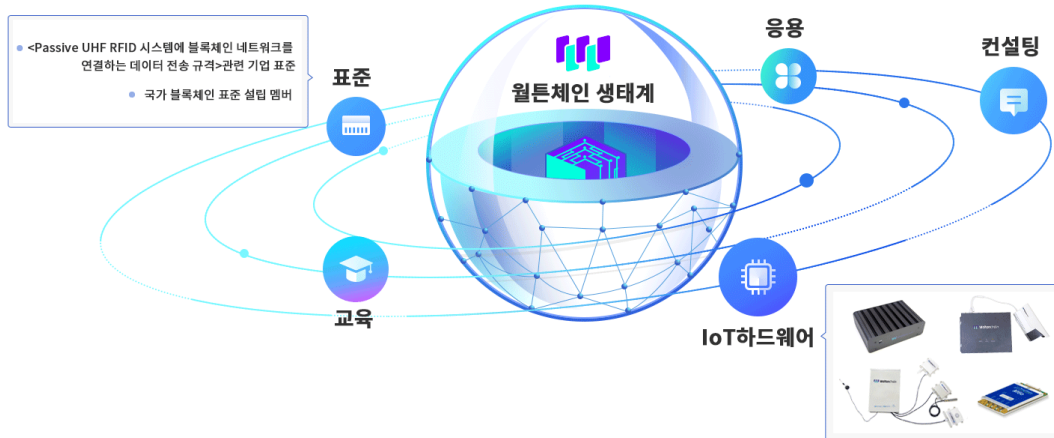 <Passive UHF RFID 시스템에 블록체인 네트워크를
연결하는 데이터 전송 규격>관련 기업 표준
국가 블록체인 표준 설립 멤버
표준
월튼체인 생태계
응용
컨설팅
교육
IoT하드웨어